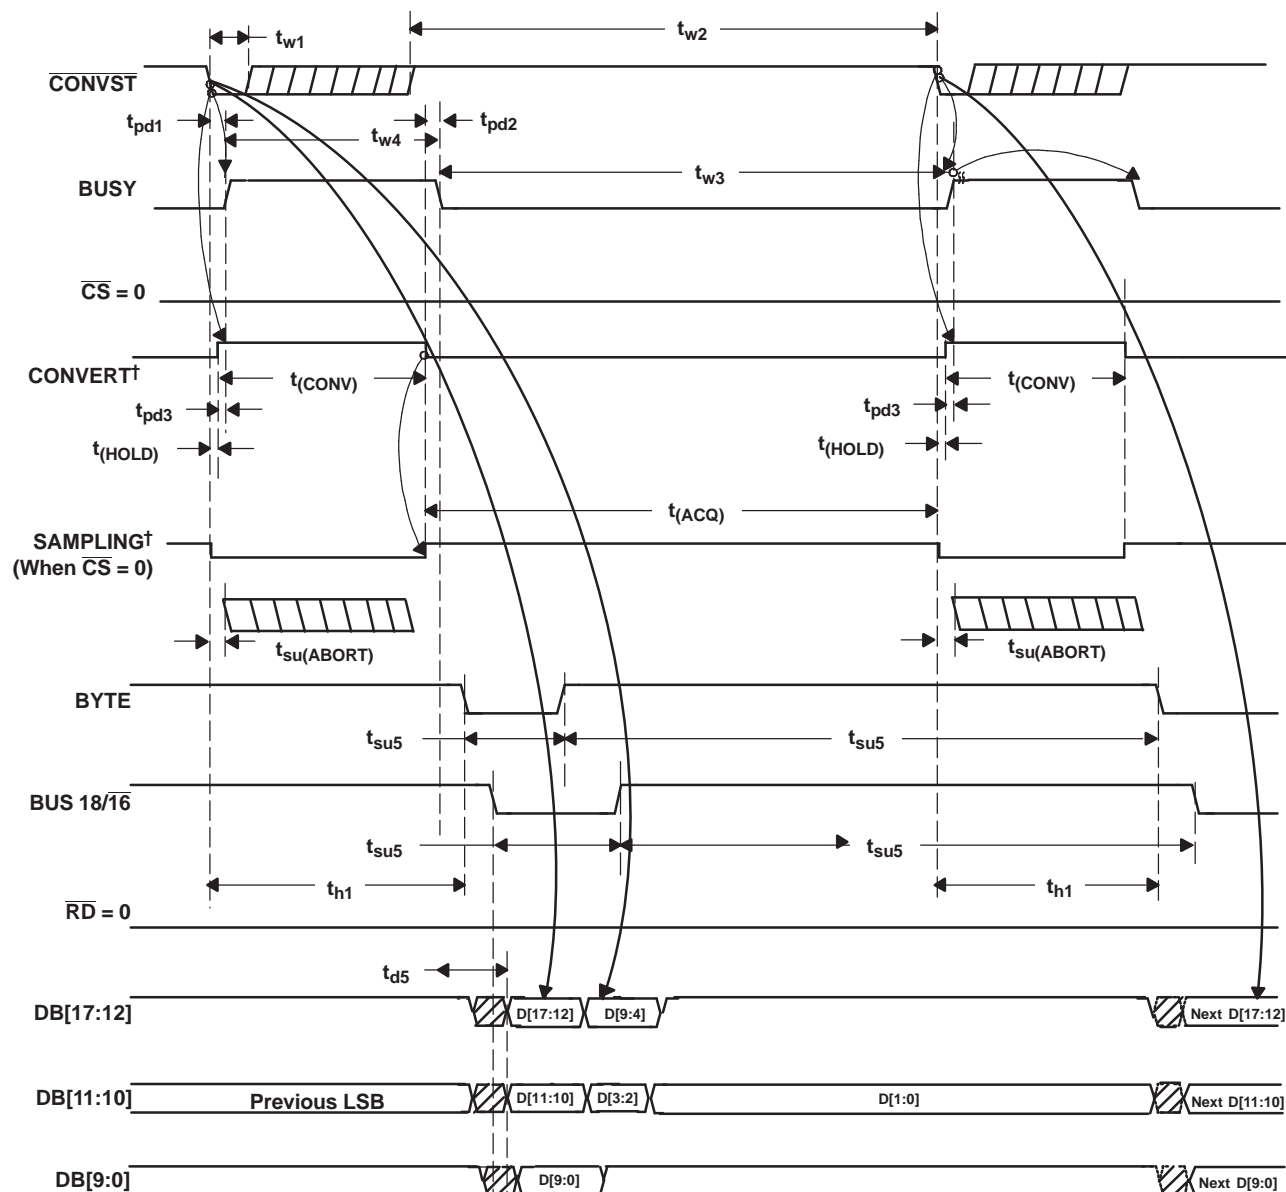 tw1
tw2
CONVST
tpd1
tw4
tpd2
tw3
BUSY
CS = 0
CONVERT†
t(CONV)
t(CONV)
tpd3
tpd3
t(HOLD)
t(HOLD)
t(ACQ)
SAMPLING†
(When CS = 0)
tsu(ABORT)
tsu(ABORT)
BYTE
tsu5
tsu5
BUS 18/16
tsu5
tsu5
th1
th1
RD = 0
td5
DB[17:12]
D[17:12]
D[9:4]
Next D[17:12]
DB[11:10]
Previous LSB
D[11:10]
D[3:2]
D[1:0]
Next D[11:10]
DB[9:0]
D[9:0]
Next D[9:0]